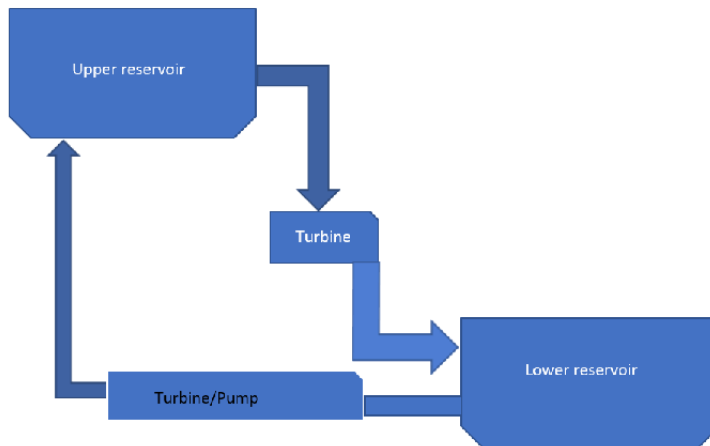 Upper reservoir
Turbine
Lower reservoir
Turbine/Pump